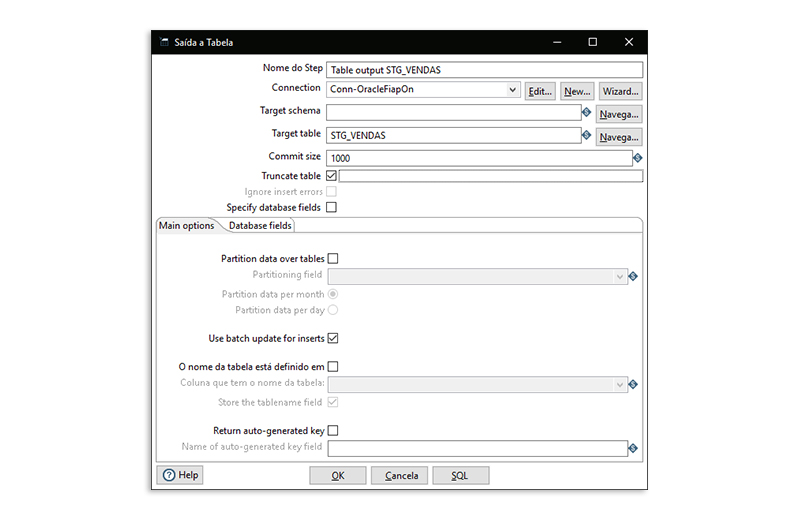 Saída a Tabela
Nome do Step Table output STG_VENDAS
Connection Conn-OracleFiapOn Edit... New... Wizard...
Target schema Navega...
Target table STG_VENDAS Navega...
Commit size 1000
Truncate table
Ignore insert errors
Specify database fields
Main options Database fields
Partition data over tables
Partitioning field
Partition data per month
Partition data per day
Use batch update for inserts
O nome da tabela está definido em
Coluna que tem o nome da tabela:
Store the tablename field
Return auto-generated key
Name of auto-generated key field
Help OK Cancela SQL